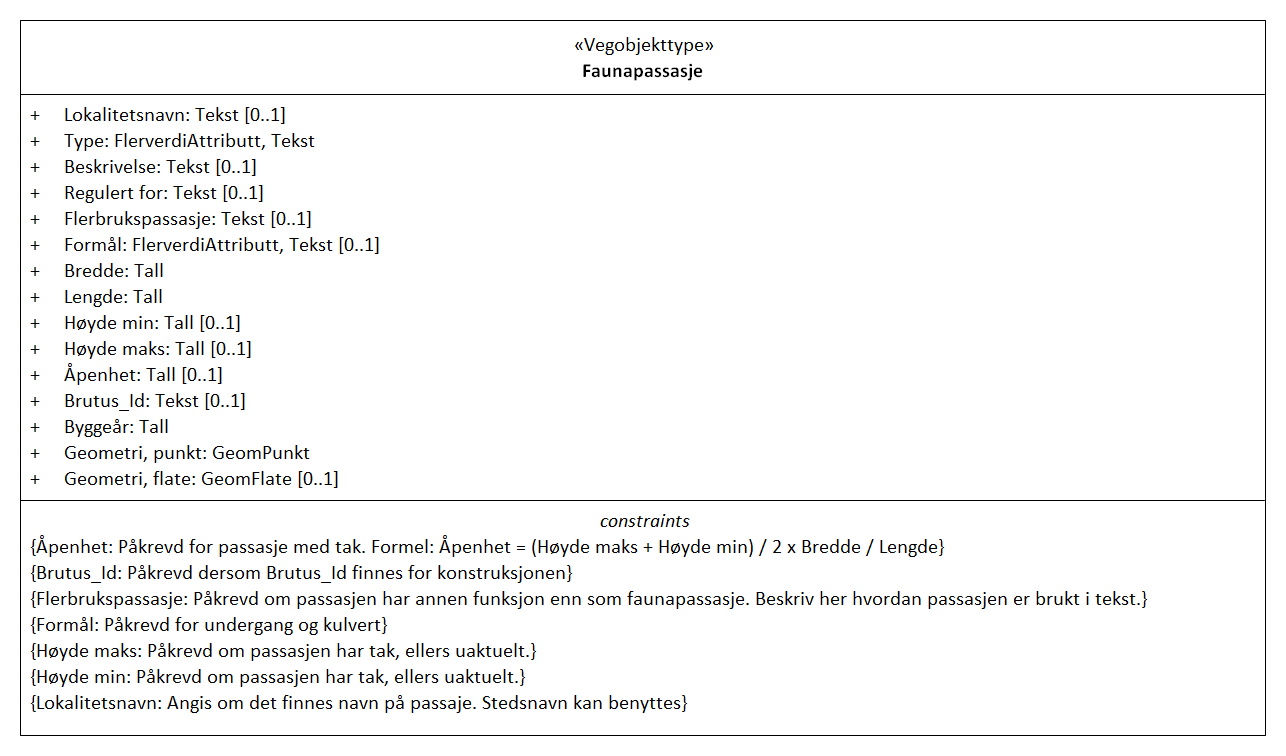 «Vegobjekttype»
Faunapassasje
+ Lokalitetsnavn: Tekst [0..1]
+ Type: FlerverdiAttributt, Tekst
+ Beskrivelse: Tekst [0..1]
+ Regulert for: Tekst [0..1]
+ Flerbrukspassasje: Tekst [0..1]
+ Formål: FlerverdiAttributt, Tekst [0..1]
+ Bredde: Tall
+ Lengde: Tall
+ Høyde min: Tall [0..1]
+ Høyde maks: Tall [0..1]
+ Åpenhet: Tall [0..1]
+ Brutus_Id: Tekst [0..1]
+ Byggeår: Tall
+ Geometri, punkt: GeomPunkt
+ Geometri, flate: GeomFlate [0..1]
constraints
{Åpenhet: Påkrevd for passasje med tak. Formel: Åpenhet = (Høyde maks + Høyde min) / 2 x Bredde / Lengde}
{Brutus_Id: Påkrevd dersom Brutus_Id finnes for konstruksjonen}
{Flerbrukspassasje: Påkrevd om passasjen har annen funksjon enn som faunapassasje. Beskriv her hvordan passasjen er brukt i tekst.}
{Formål: Påkrevd for undergang og kulvert}
{Høyde maks: Påkrevd om passasjen har tak, ellers uaktuelt.}
{Høyde min: Påkrevd om passasjen har tak, ellers uaktuelt.}
{Lokalitetsnavn: Angis om det finnes navn på passaje. Stedsnavn kan benyttes}